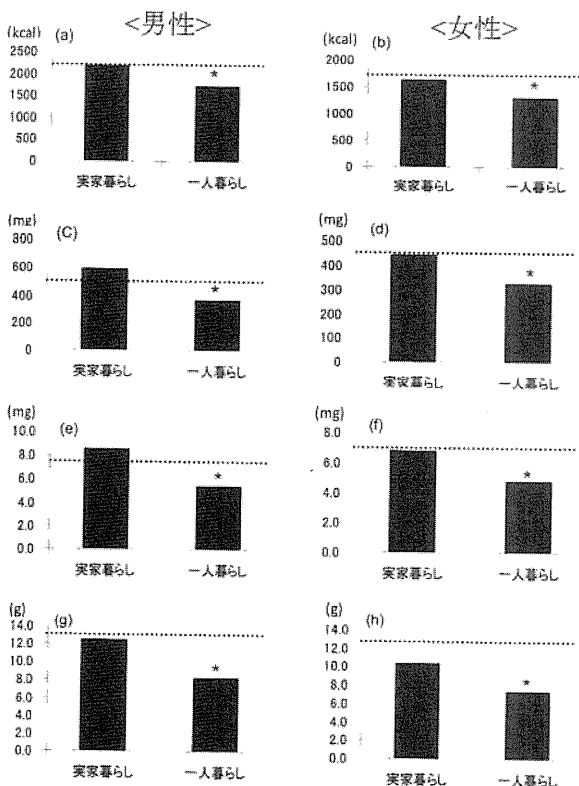 <男性>
(kcal)
(a)
2500
2000
1500
1000
500
0
*
実家暮らし
一人暮らし
<女性>
(kcal)
(b)
2000
1500
1000
500
0
*
実家暮らし
一人暮らし
(mg)
(C)
800
600
400
200
0
*
実家暮らし
一人暮らし
(mg)
(d)
500
400
300
200
100
0
*
実家暮らし
一人暮らし
(mg)
(e)
10.0
8.0
6.0
4.0
2.0
0.0
*
実家暮らし
一人暮らし
(mg)
(f)
8.0
6.0
4.0
2.0
0.0
*
実家暮らし
一人暮らし
(g)
(g)
14.0
12.0
10.0
8.0
6.0
4.0
2.0
0.0
*
実家暮らし
一人暮らし
(g)
(h)
14.0
12.0
10.0
8.0
6.0
4.0
2.0
0.0
*
実家暮らし
一人暮らし